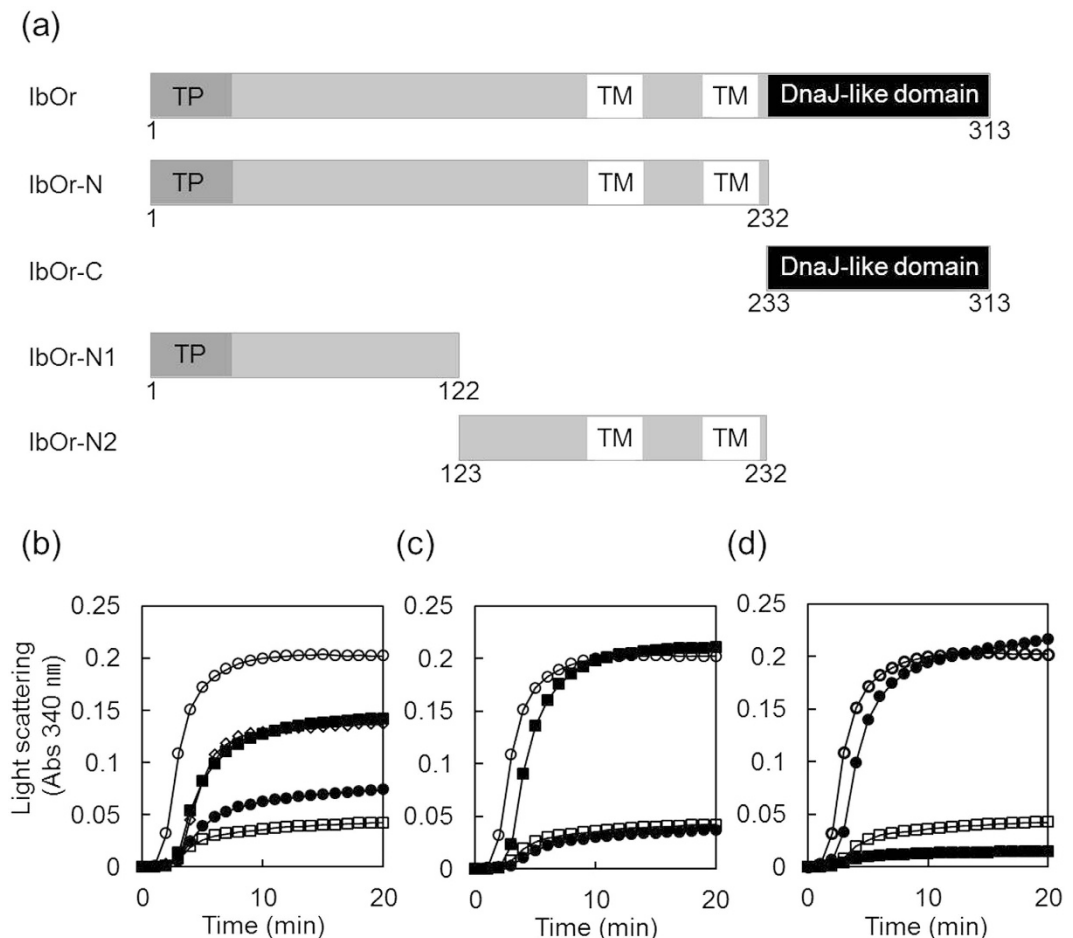 (a)
IbOr
TP
TM
TM
DnaJ-like domain
1
313
IbOr-N
TP
TM
TM
1
232
IbOr-C
DnaJ-like domain
233
313
IbOr-N1
TP
1
122
IbOr-N2
TM
TM
123
232
(b)
(c)
(d)
Light scattering
(Abs 340 ㎚)
0.25
0.2
0.15
0.1
0.05
0
0
10
20
Time (min)
0.25
0.2
0.15
0.1
0.05
0
0
10
20
Time (min)
0.25
0.2
0.15
0.1
0.05
0
0
10
20
Time (min)